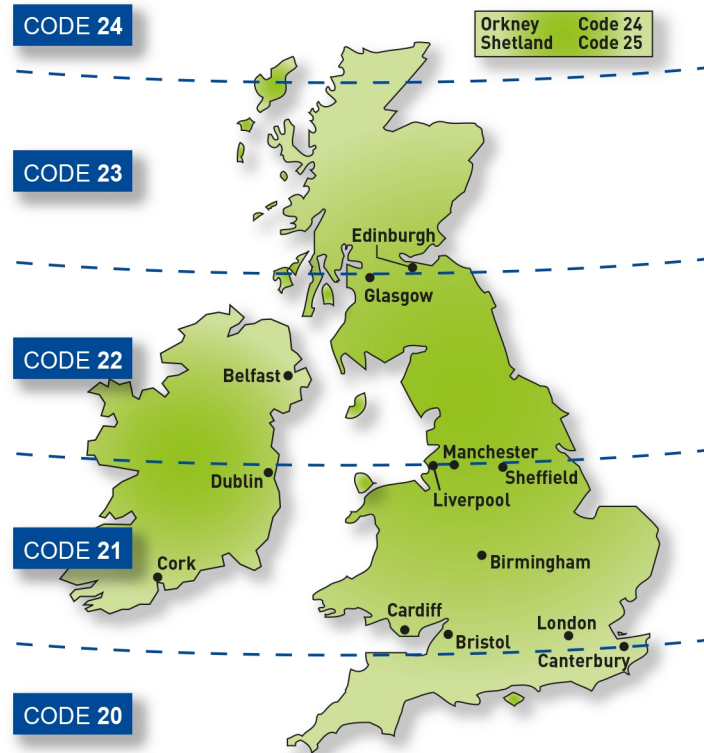 CODE 24
Orkney Code 24
Shetland Code 25
CODE 23
Edinburgh
Glasgow
CODE 22
Belfast
Manchester
Sheffield
Dublin
Liverpool
CODE 21
Cork
Birmingham
Cardiff
London
Bristol
Canterbury
CODE 20